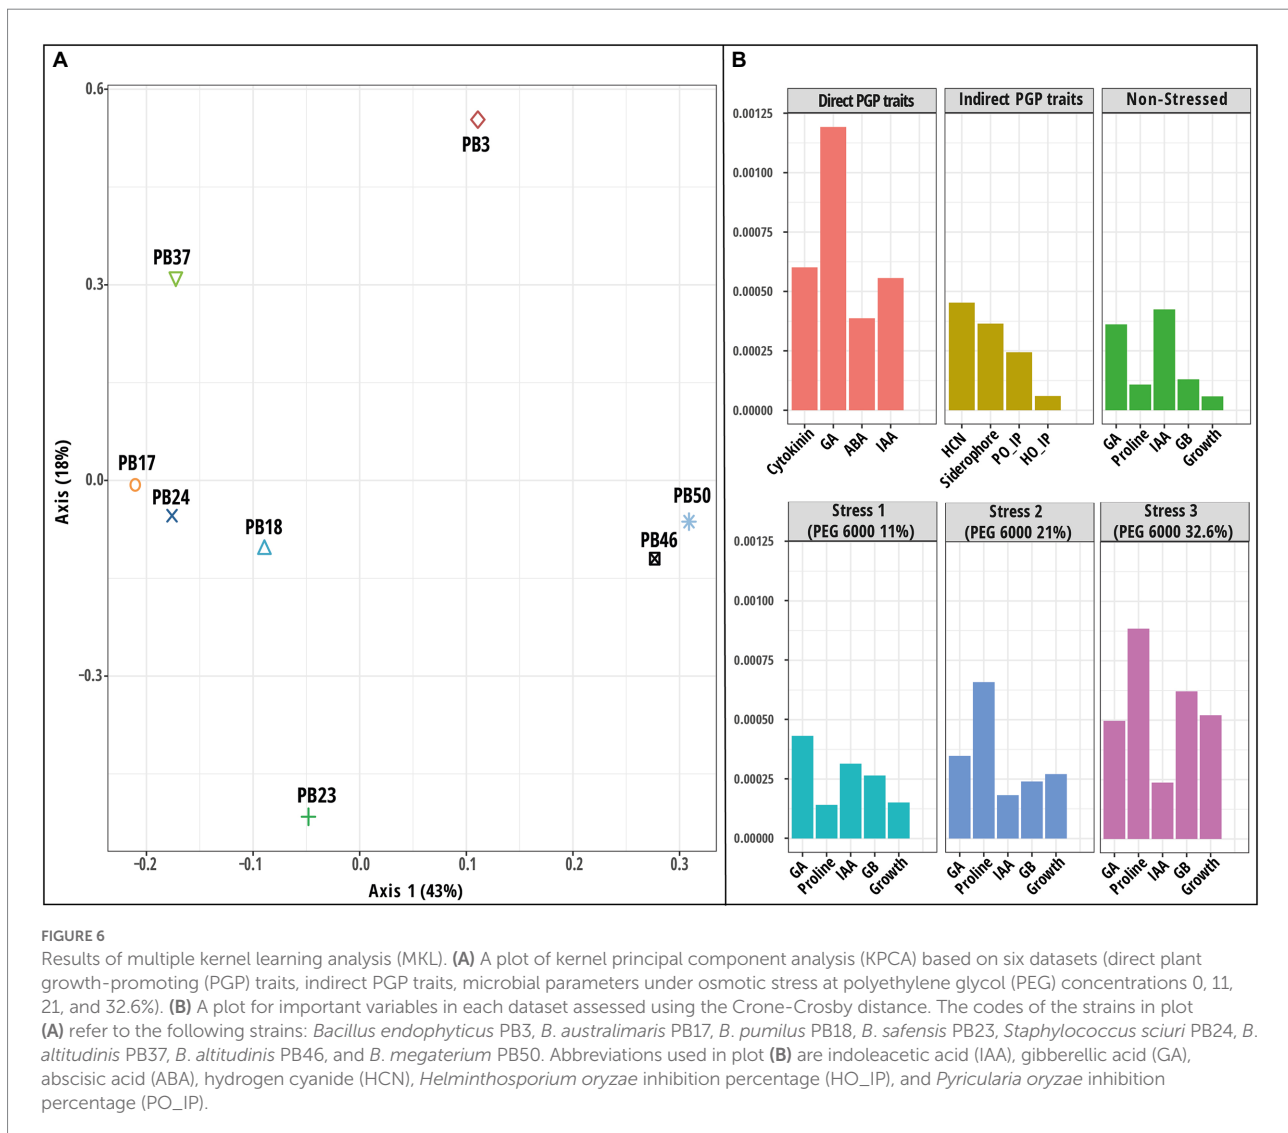 A
0.6
0.3
0.0
−0.3
Axis (18%)
PB3
PB37
PB17
PB24
PB18
PB50
PB46
PB23
-0.2
-0.1
0.0
0.1
0.2
0.3
Axis 1 (43%)
B
Direct PGP traits
Indirect PGP traits
Non-Stressed
0.00125
0.00100
0.00075
0.00050
0.00025
0.00000
Cytokinin
GA
ABA
IAA
HCN
Siderophore
PO_IP
HO_IP
GA
Proline
IAA
GB
Growth
Stress 1
(PEG 6000 11%)
Stress 2
(PEG 6000 21%)
Stress 3
(PEG 6000 32.6%)
0.00125
0.00100
0.00075
0.00050
0.00025
0.00000
GA
Proline
IAA
GB
Growth
GA
Proline
IAA
GB
Growth
GA
Proline
IAA
GB
Growth
FIGURE 6
Results of multiple kernel learning analysis (MKL). (A) A plot of kernel principal component analysis (KPCA) based on six datasets (direct plant
growth-promoting (PGP) traits, indirect PGP traits, microbial parameters under osmotic stress at polyethylene glycol (PEG) concentrations 0, 11,
21, and 32.6%). (B) A plot for important variables in each dataset assessed using the Crone-Crosby distance. The codes of the strains in plot
(A) refer to the following strains: Bacillus endophyticus PB3, B. australimaris PB17, B. pumilus PB18, B. safensis PB23, Staphylococcus sciuri PB24, B.
altitudinis PB37, B. altitudinis PB46, and B. megaterium PB50. Abbreviations used in plot (B) are indoleacetic acid (IAA), gibberellic acid (GA),
abscisic acid (ABA), hydrogen cyanide (HCN), Helminthosporium oryzae inhibition percentage (HO_IP), and Pyricularia oryzae inhibition
percentage (PO_IP).